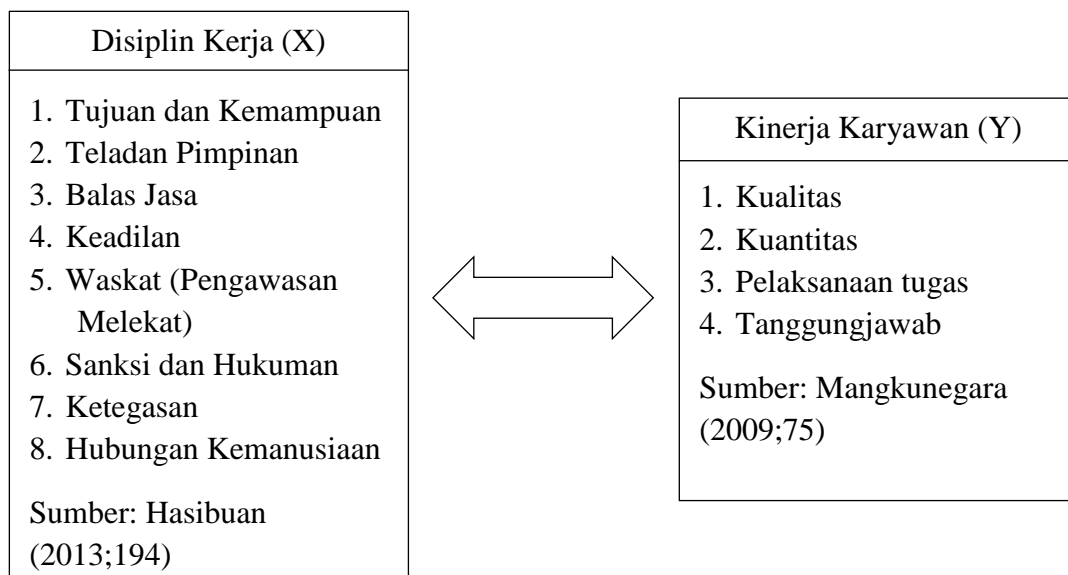 Disiplin Kerja (X)
1. Tujuan dan Kemampuan
2. Teladan Pimpinan
3. Balas Jasa
4. Keadilan
5. Waskat (Pengawasan
Melekat)
6. Sanksi dan Hukuman
7. Ketegasan
8. Hubungan Kemanusiaan
Sumber: Hasibuan
(2013;194)
Kinerja Karyawan (Y)
1. Kualitas
2. Kuantitas
3. Pelaksanaan tugas
4. Tanggungjawab
Sumber: Mangkunegara
(2009;75)